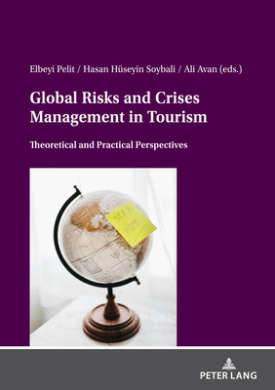 Elbeyi Pelit / Hasan Hüseyin Soybali / Ali Avan (eds.)
Global Risks and Crises
Management in Tourism
Theoretical and Practical Perspectives
PETER LANG